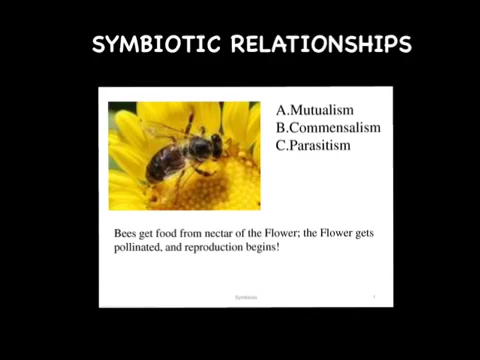 SYMBIOTIC RELATIONSHIPS
A.Mutualism
B.Commensalism
C.Parasitism
Bees get food from nectar of the Flower; the Flower gets
pollinated, and reproduction begins!
Symbiosis